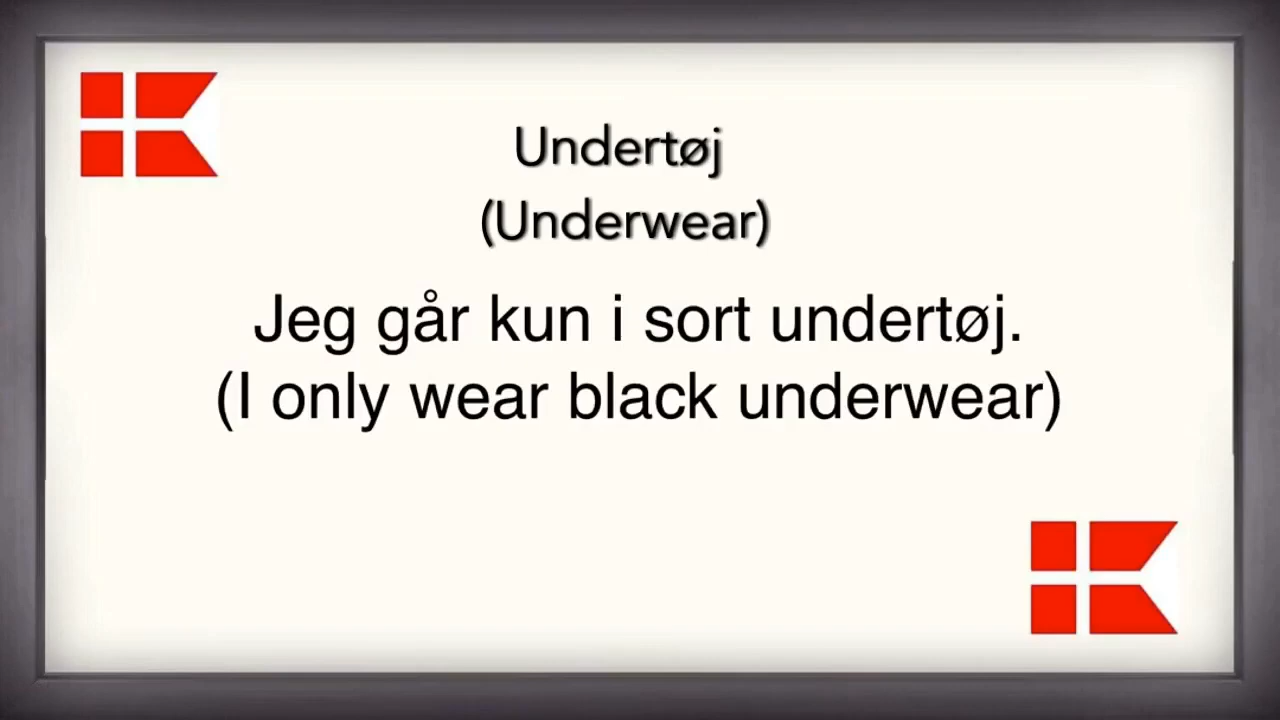 Undertøj
(Underwear)
Jeg går kun i sort undertøj.
(I only wear black underwear)